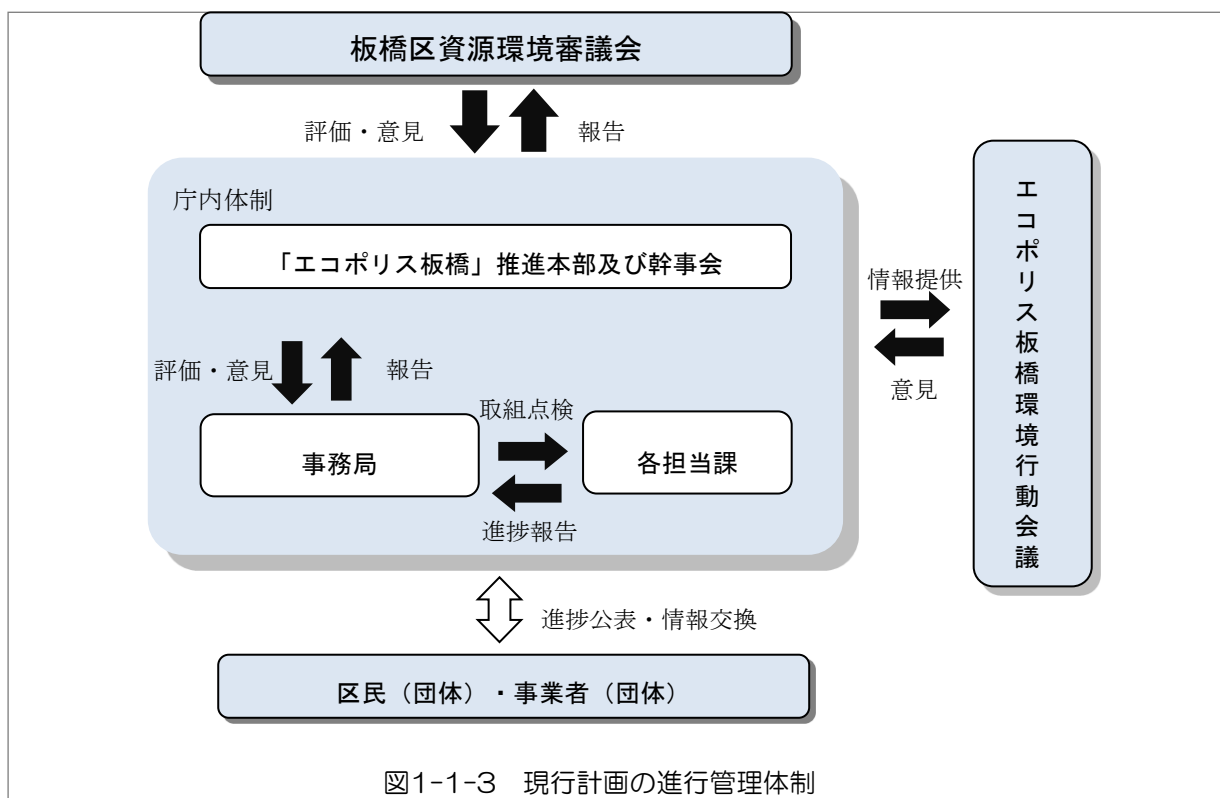 板橋区資源環境審議会
評価・意見
報告
庁内体制
「エコポリス板橋」推進本部及び幹事会
評価・意見
報告
取組点検
事務局
各担当課
進捗報告
情報提供
意見
エコポリス板橋環境行動会議
進捗公表・情報交換
区民（団体）・事業者（団体）
図1-1-3 現行計画の進行管理体制